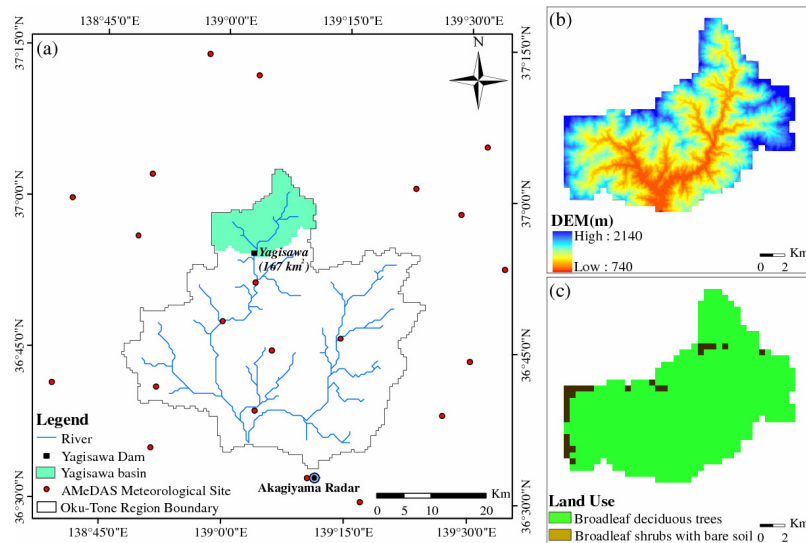 138°45'0"E 139°0'0"E 139°15'0"E 139°30'0"E
(a)
N
37°15'0"N
37°0'0"N
36°45'0"N
36°30'0"N
Yagisawa
(167 km²)
Legend
River
Yagisawa Dam
Yagisawa basin
AMeDAS Meteorological Site
Oku-Tone Region Boundary
Akagiyama Radar
Km
0 5 10 20
37°15'0"N
37°0'0"N
36°45'0"N
36°30'0"N
138°45'0"E 139°0'0"E 139°15'0"E 139°30'0"E
(b)
DEM(m)
High : 2140
Low : 740
Km
0 2
(c)
Land Use
Broadleaf deciduous trees
Broadleaf shrubs with bare soil
Km
0 2